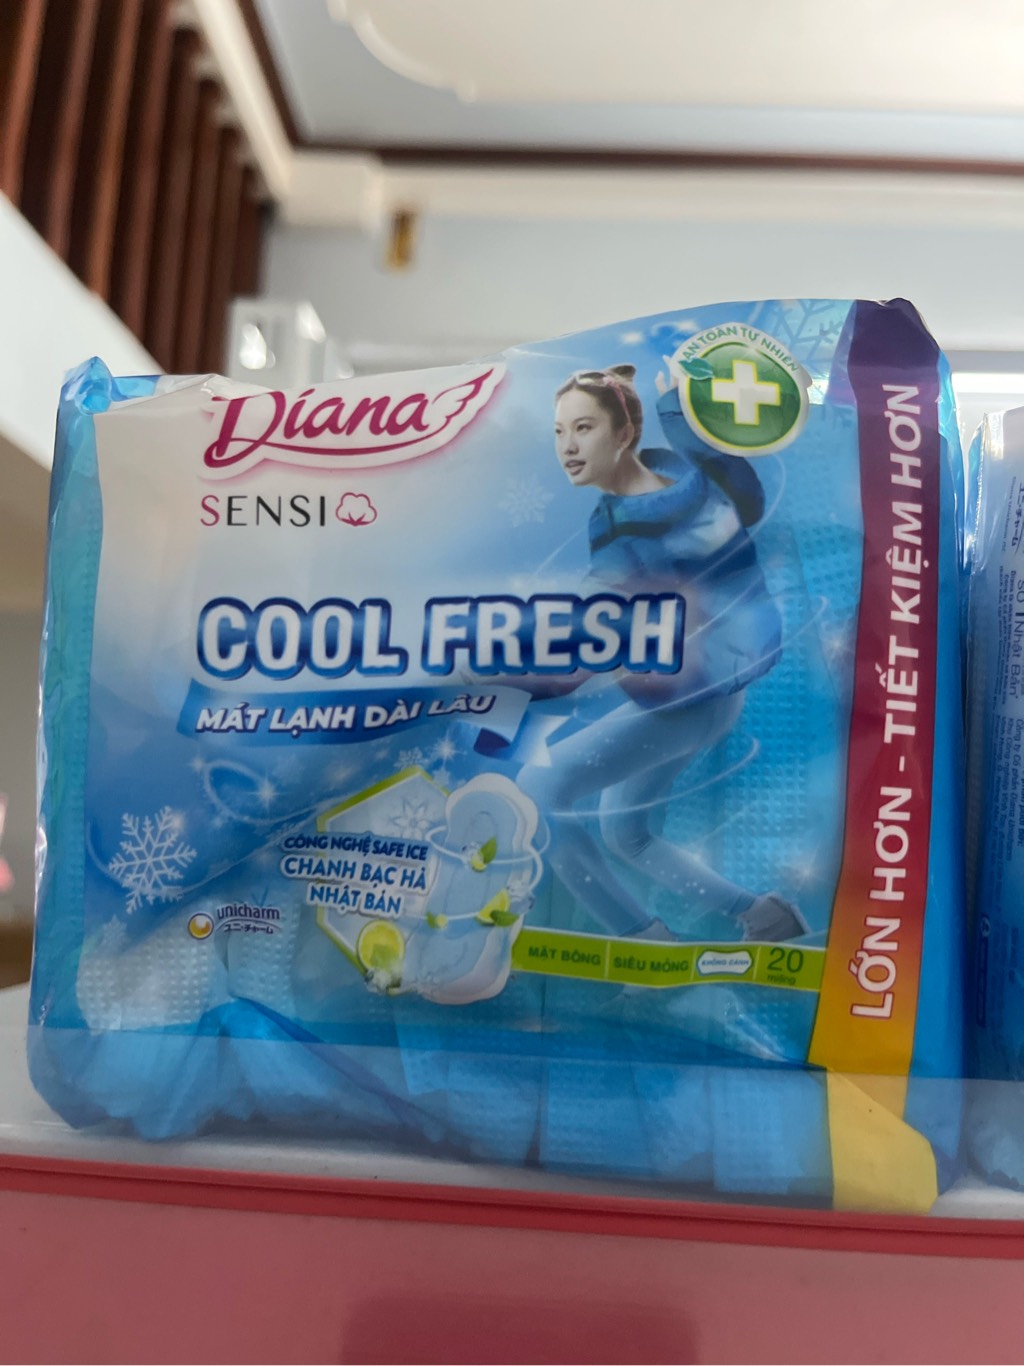 Diana
SENSI
AN TOÀN TỰ NHIÊN
COOL FRESH
MÁT LẠNH DÀI LÂU
CÔNG NGHỆ SAFE ICE
CHANH BẠC HÀ
NHẬT BẢN
unicharm
ユニ・チャーム
MẶT BÔNG
SIÊU MỎNG
KHÔNG CÁNH
20
miếng
LỚN HƠN - TIẾT KIỆM HƠN